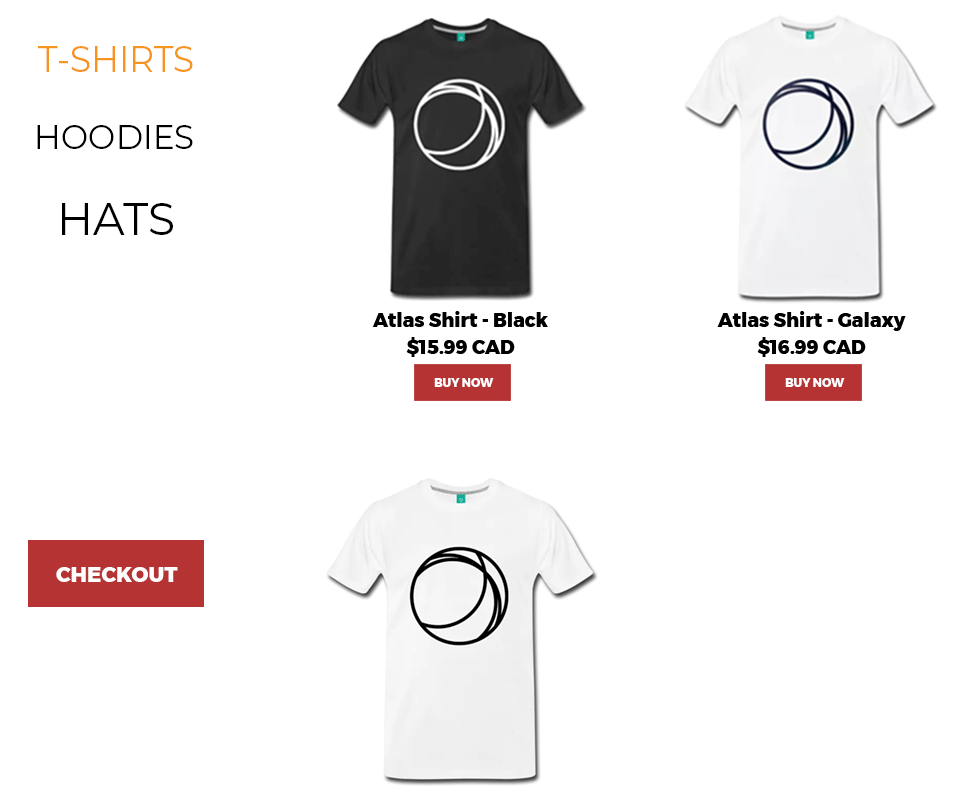 T-SHIRTS
HOODIES
HATS
Atlas Shirt - Black
$15.99 CAD
BUY NOW
Atlas Shirt - Galaxy
$16.99 CAD
BUY NOW
CHECKOUT